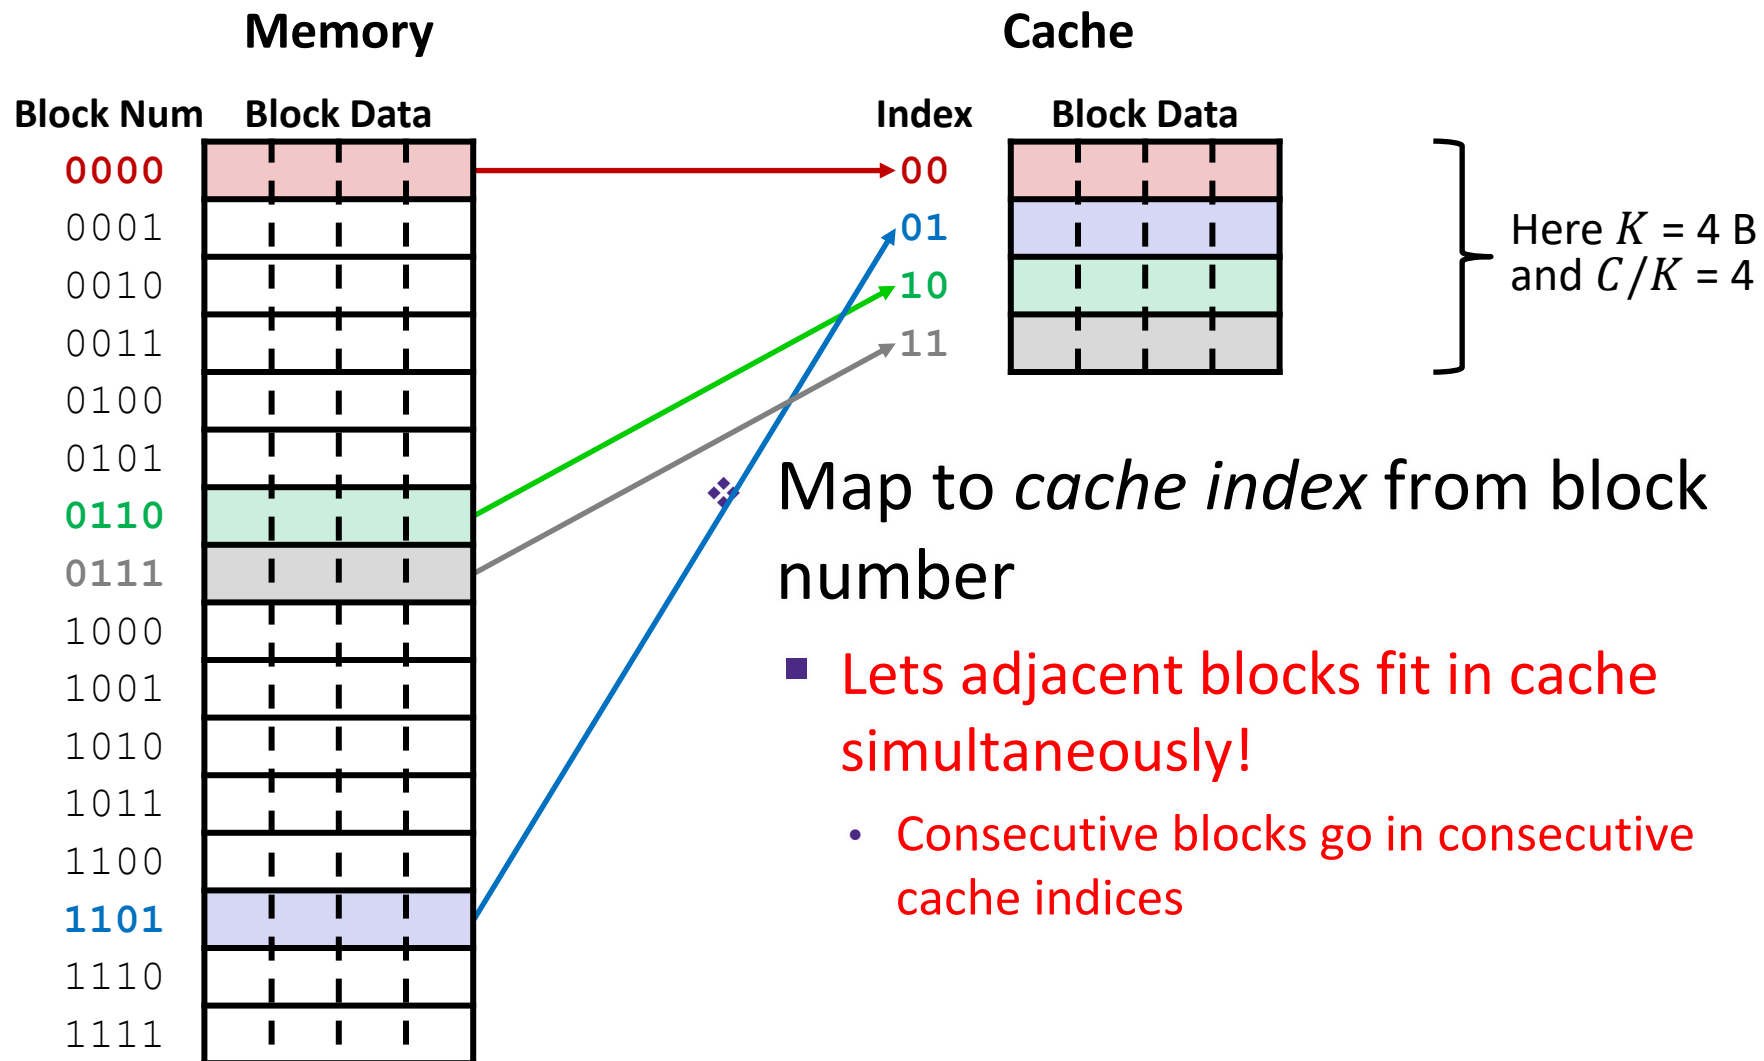 Memory
Cache
Block Num Block Data
Index Block Data
0000
0001
0010
0011
0100
0101
0110
0111
1000
1001
1010
1011
1100
1101
1110
1111
00
01
10
11
Here K = 4 B
and C/K = 4
Map to cache index from block
number
Lets adjacent blocks fit in cache
simultaneously!
Consecutive blocks go in consecutive
cache indices